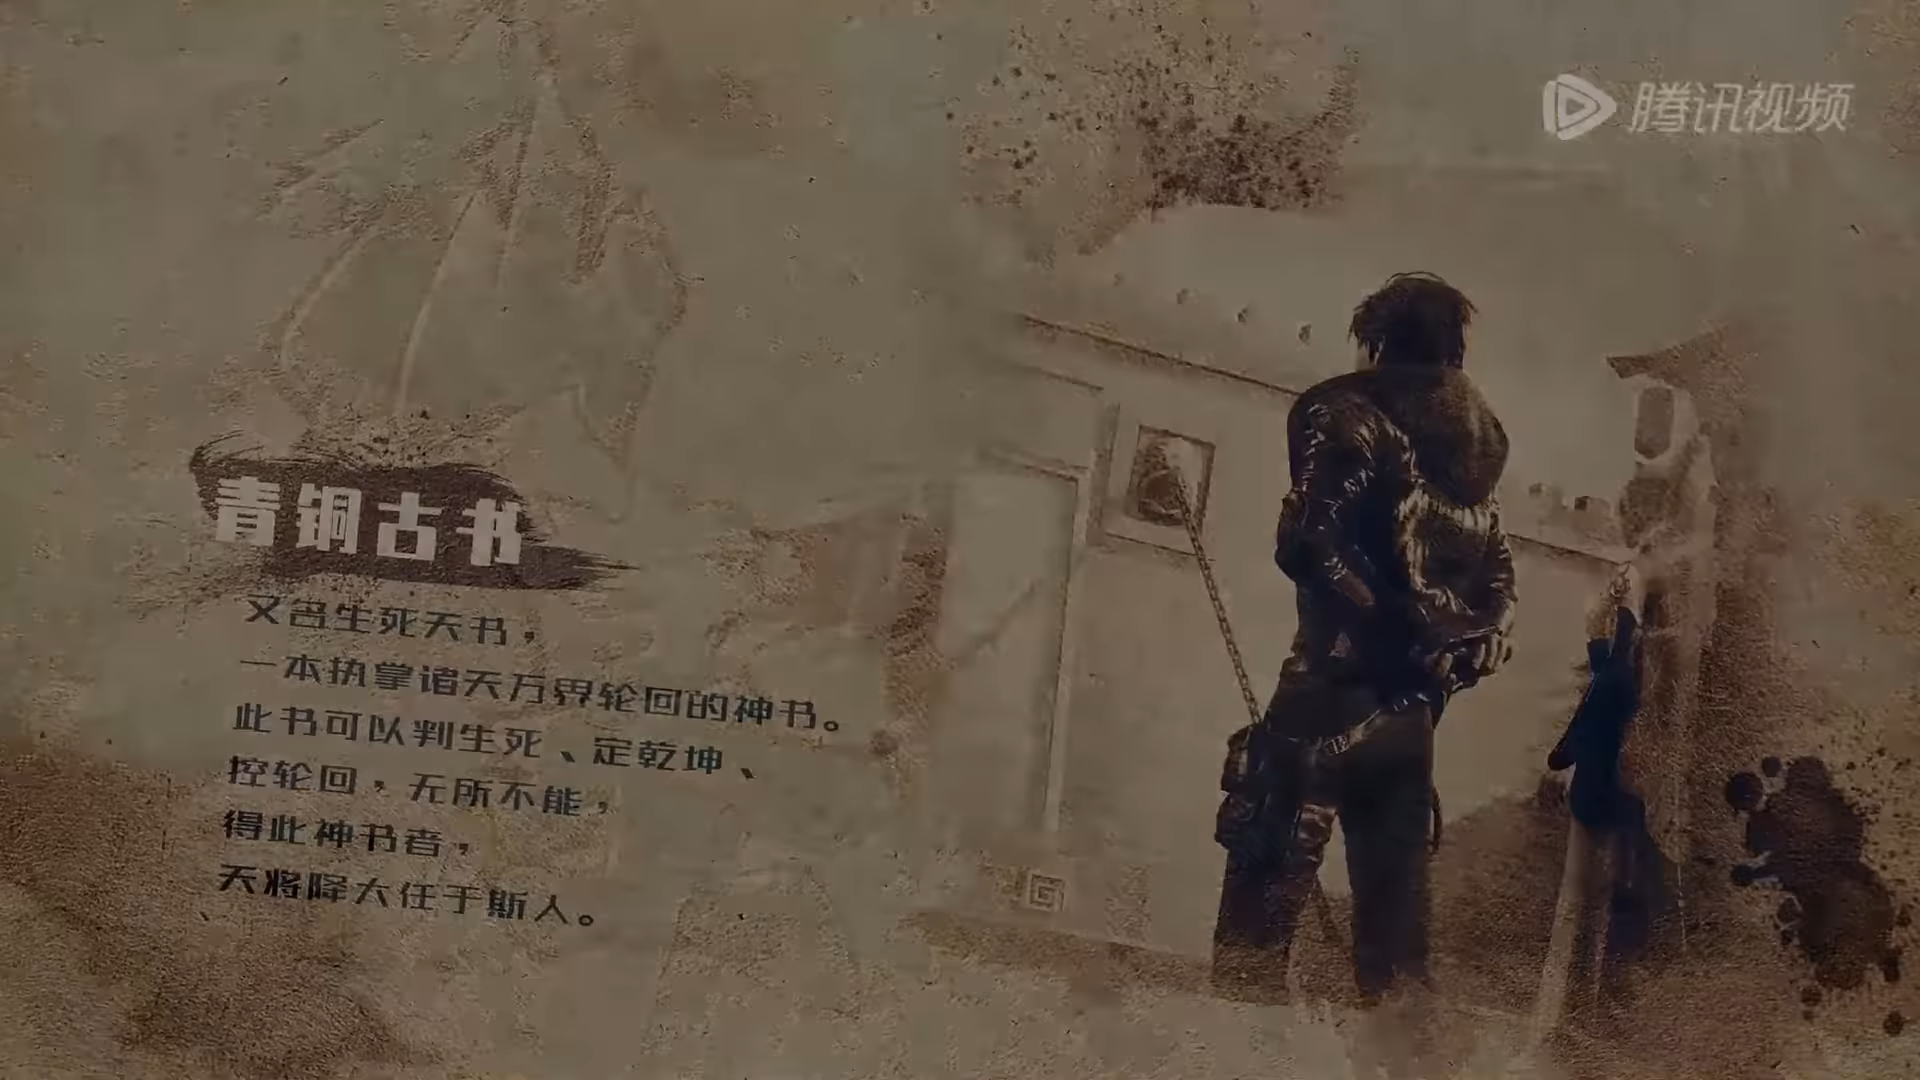 腾讯视频
青铜古书
又名生死天书，
一本执掌诸天万界轮回的神书。
此书可以判生死、定乾坤、
控轮回，无所不能，
得此神书者，
天将降大任于斯人。